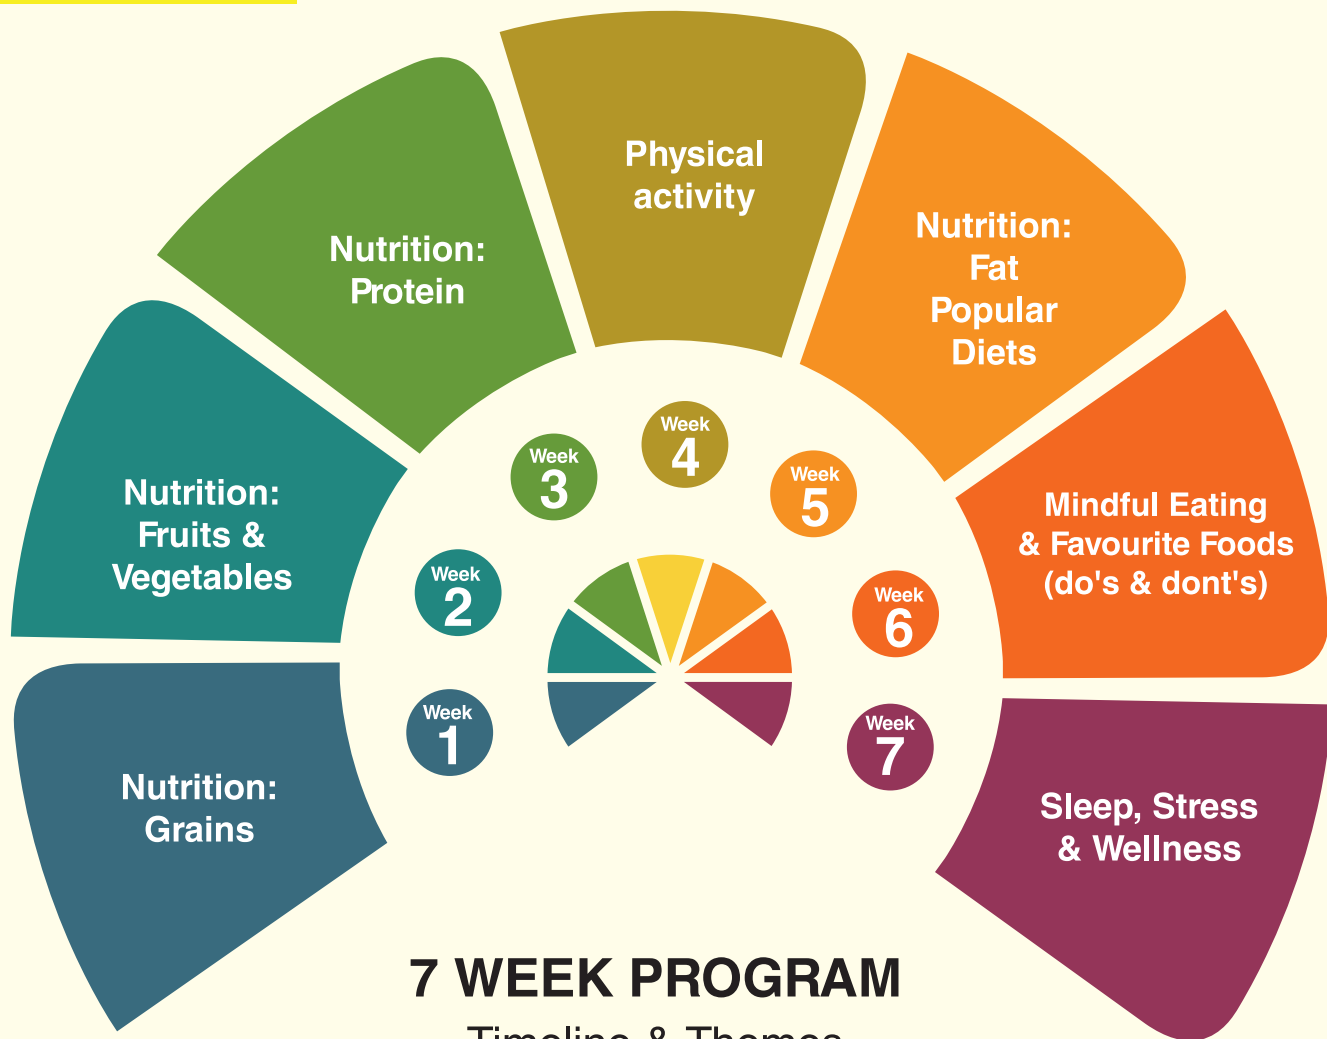 Physical
activity
Nutrition:
Protein
Nutrition:
Fat
Popular
Diets
Nutrition:
Fruits &
Vegetables
Mindful Eating
& Favourite Foods
(do's & dont's)
Nutrition:
Grains
Sleep, Stress
& Wellness
Week
1
Week
2
Week
3
Week
4
Week
5
Week
6
Week
7
7 WEEK PROGRAM
Timeline & Themes